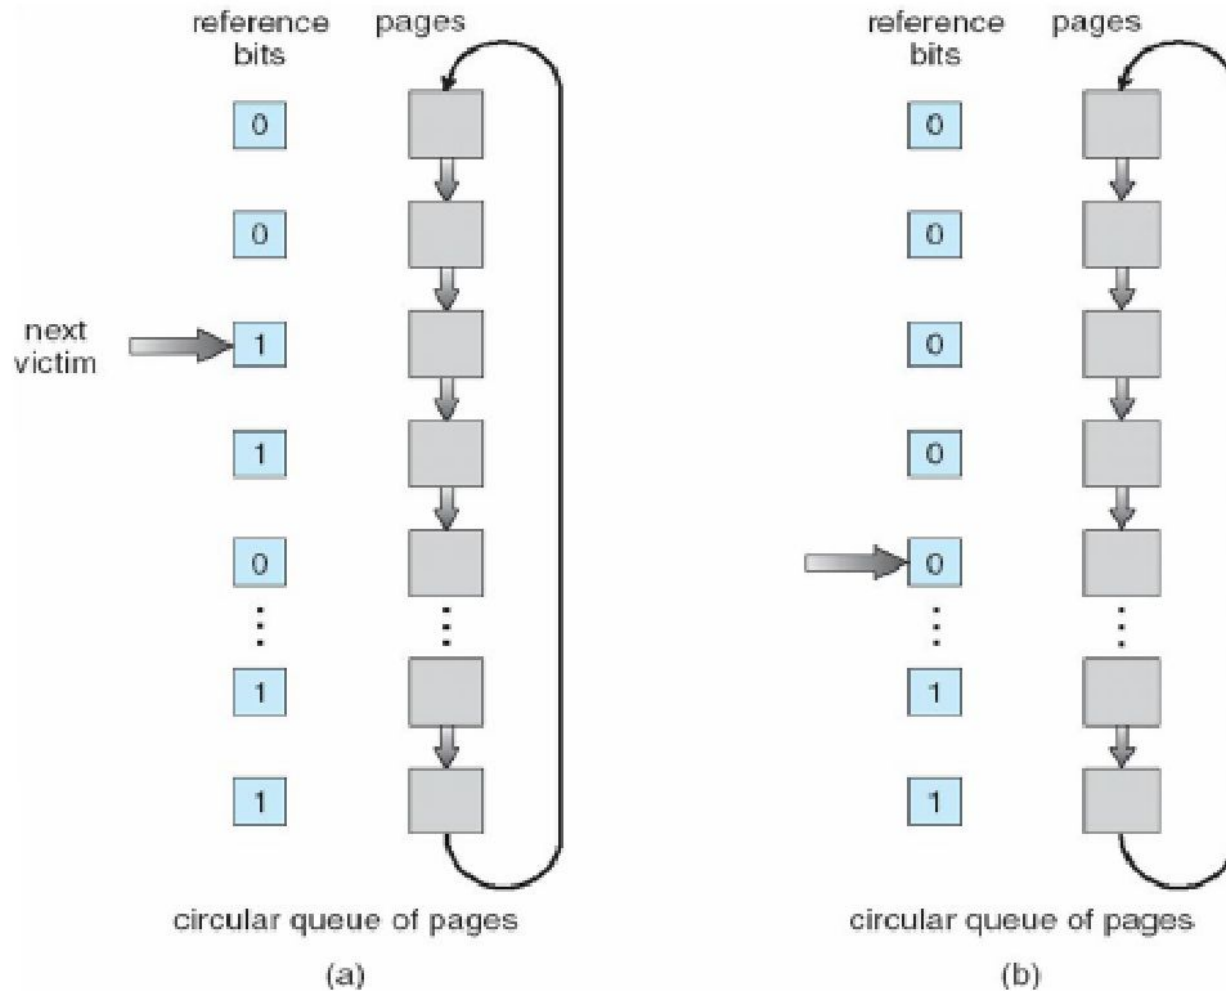 reference pages
bits
0
0
next
victim
1
1
0
1
1
circular queue of pages
(a)
reference pages
bits
0
0
0
0
0
1
1
circular queue of pages
(b)